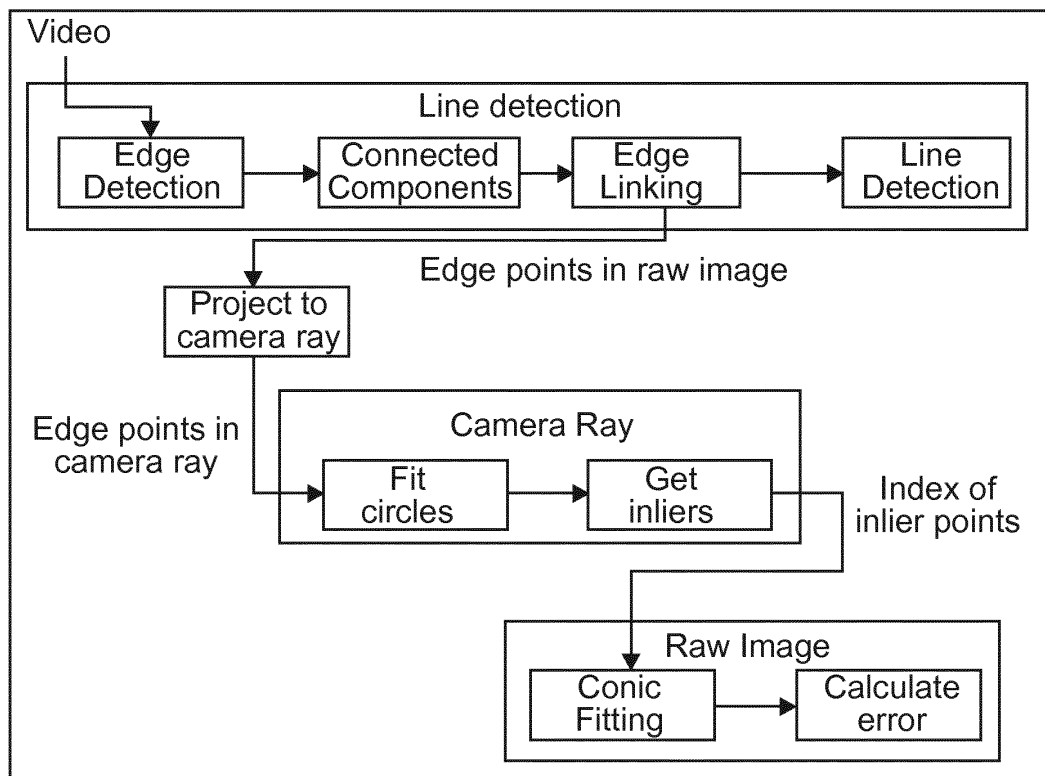 Video
Line detection
Edge
Detection
Connected
Components
Edge
Linking
Line
Detection
Edge points in raw image
Project to
camera ray
Edge points in
camera ray
Camera Ray
Fit
circles
Get
inliers
Index of
inlier points
Raw Image
Conic
Fitting
Calculate
error